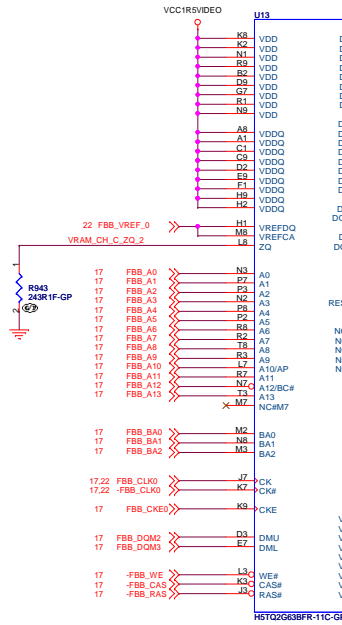 VCC1R5VIDEO
U13
K8 VDD
K2 VDD
N1 VDD
R9 VDD
B2 VDD
D9 VDD
G7 VDD
R1 VDD
N9 VDD
A8 VDDQ
A1 VDDQ
C1 VDDQ
C9 VDDQ
D2 VDDQ
E9 VDDQ
F1 VDDQ
H9 VDDQ
H2 VDDQ
22 FBB_VREF_0 H1 VREFDQ
M8 VREFCA
VRAM_CH_C_ZQ_2 L8 ZQ
1
R943
243R1F-GP
2
17 FBB_A0 N3 A0
17 FBB_A1 P7 A1
17 FBB_A2 P3 A2
17 FBB_A3 N2 A3
17 FBB_A4 P8 A4
17 FBB_A5 P2 A5
17 FBB_A6 R8 A6
17 FBB_A7 R2 A7
17 FBB_A8 T8 A8
17 FBB_A9 R3 A9
17 FBB_A10 L7 A10/AP
17 FBB_A11 R7 A11
17 FBB_A12 N7 A12/BC#
17 FBB_A13 T3 A13
M7 NC#M7
17 FBB_BA0 M2 BA0
17 FBB_BA1 N8 BA1
17 FBB_BA2 M3 BA2
17,22 FBB_CLK0 J7 CK
17,22 -FBB_CLK0 K7 CK#
17 FBB_CKE0 K9 CKE
17 FBB_DQM2 D3 DMU
17 FBB_DQM3 E7 DML
17 -FBB_WE L3 WE#
17 -FBB_CAS K3 CAS#
17 -FBB_RAS J3 RAS#
H5TQ2G63BFR-11C-GP